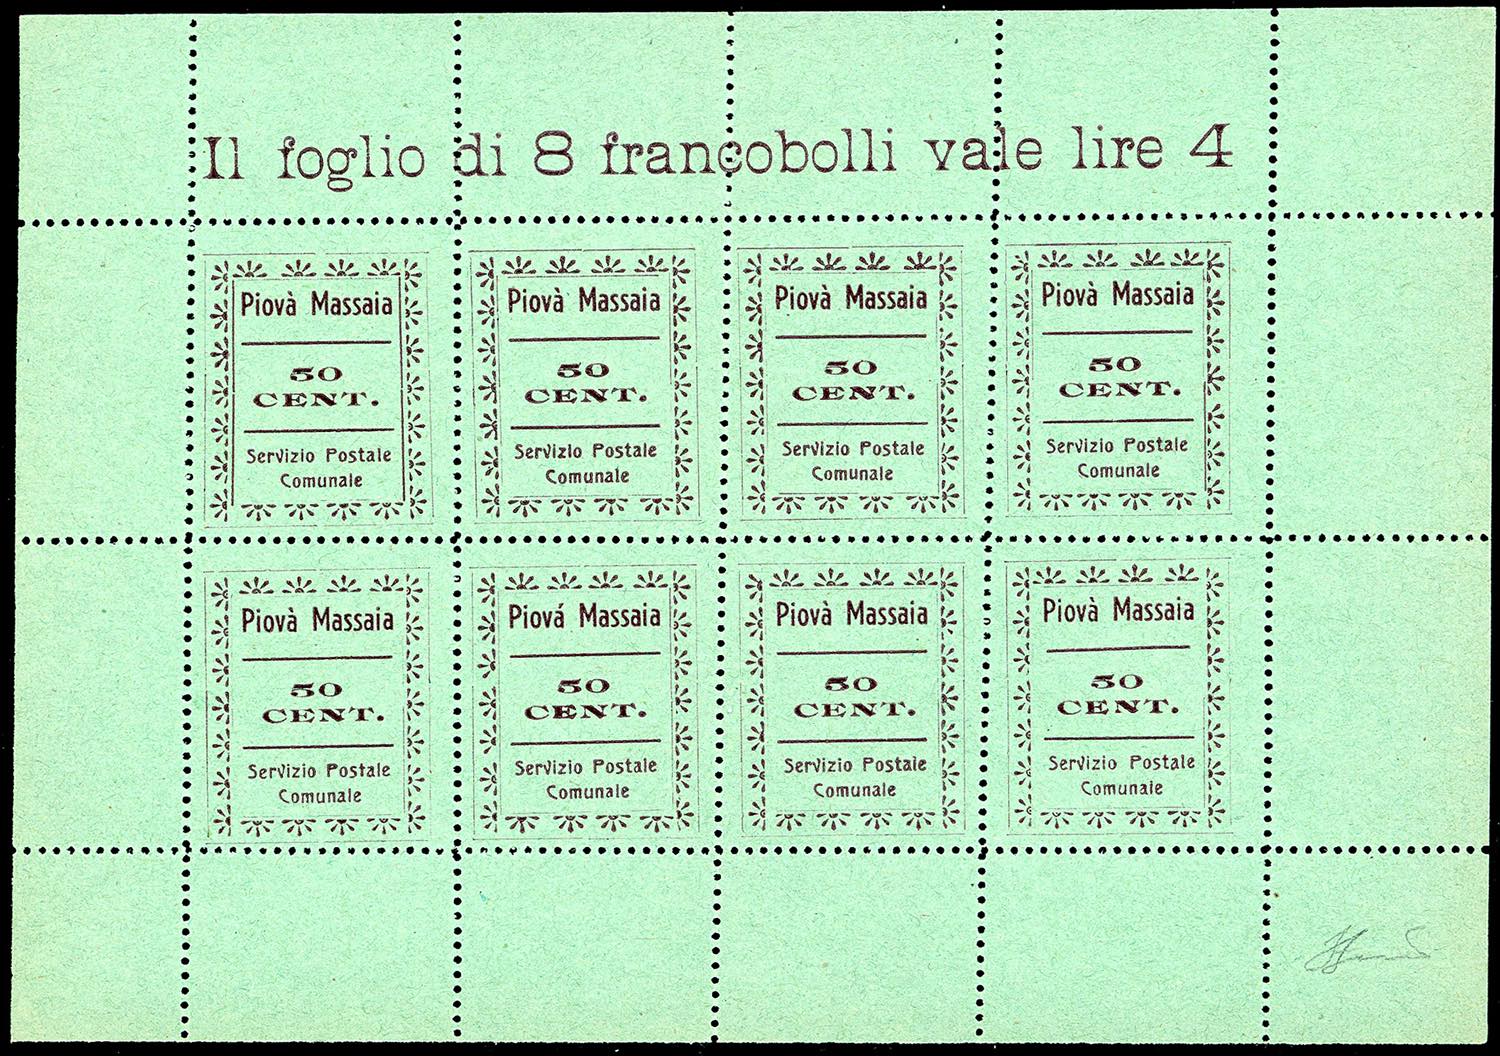 Il foglio di 8 francobolli vale lire 4
Piovà Massaia
50
CENT.
Servizio Postale
Comunale
Piovà Massaia
50
CENT.
Servizio Postale
Comunale
Piovà Massaia
50
CENT.
Servizio Postale
Comunale
Piovà Massaia
50
CENT.
Servizio Postale
Comunale
Piovà Massaia
50
CENT.
Servizio Postale
Comunale
Piová Massaia
50
CENT.
Servizio Postale
Comunale
Piovà Massaia
50
CENT.
Servizio Postale
Comunale
Piovà Massaia
50
CENT.
Servizio Postale
Comunale